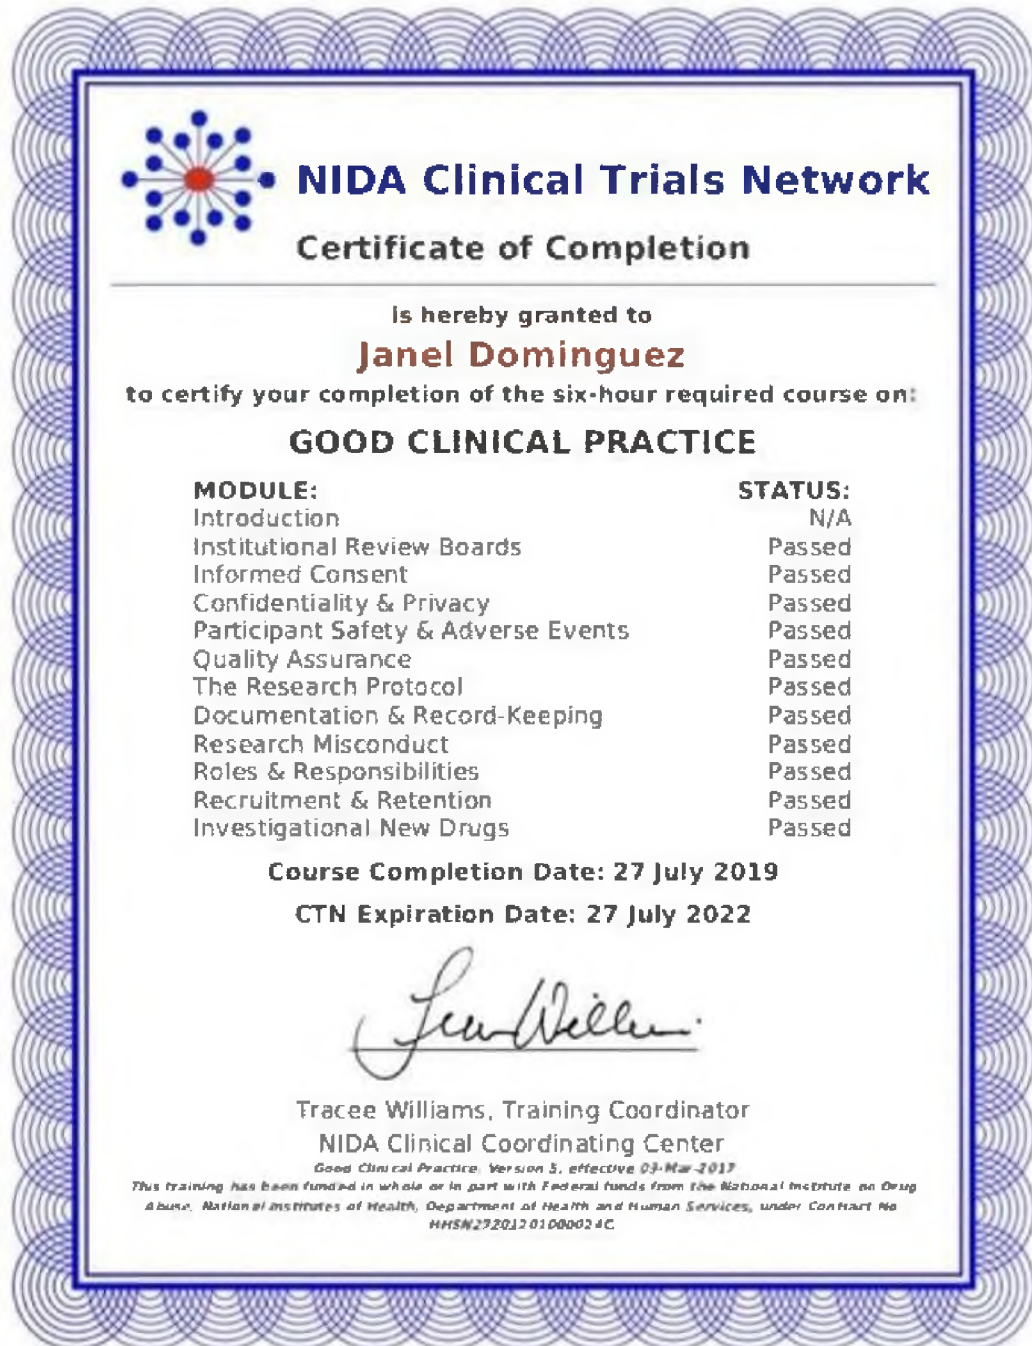 NIDA Clinical Trials Network
Certificate of Completion
is hereby granted to
Janel Dominguez
to certify your completion of the six-hour required course on:
GOOD CLINICAL PRACTICE
MODULE: STATUS:
Introduction N/A
Institutional Review Boards Passed
Informed Consent Passed
Confidentiality & Privacy Passed
Participant Safety & Adverse Events Passed
Quality Assurance Passed
The Research Protocol Passed
Documentation & Record-Keeping Passed
Research Misconduct Passed
Roles & Responsibilities Passed
Recruitment & Retention Passed
Investigational New Drugs Passed
Course Completion Date: 27 July 2019
CTN Expiration Date: 27 July 2022
Tracee Williams, Training Coordinator
NIDA Clinical Coordinating Center
Good Clinical Practice, Version 5, effective 03-Mar-2017
This training has been funded in whole or in part with Federal funds from the National Institute on Drug
Abuse, National Institutes of Health, Department of Health and Human Services, under Contract No
HHSN27201201000024C